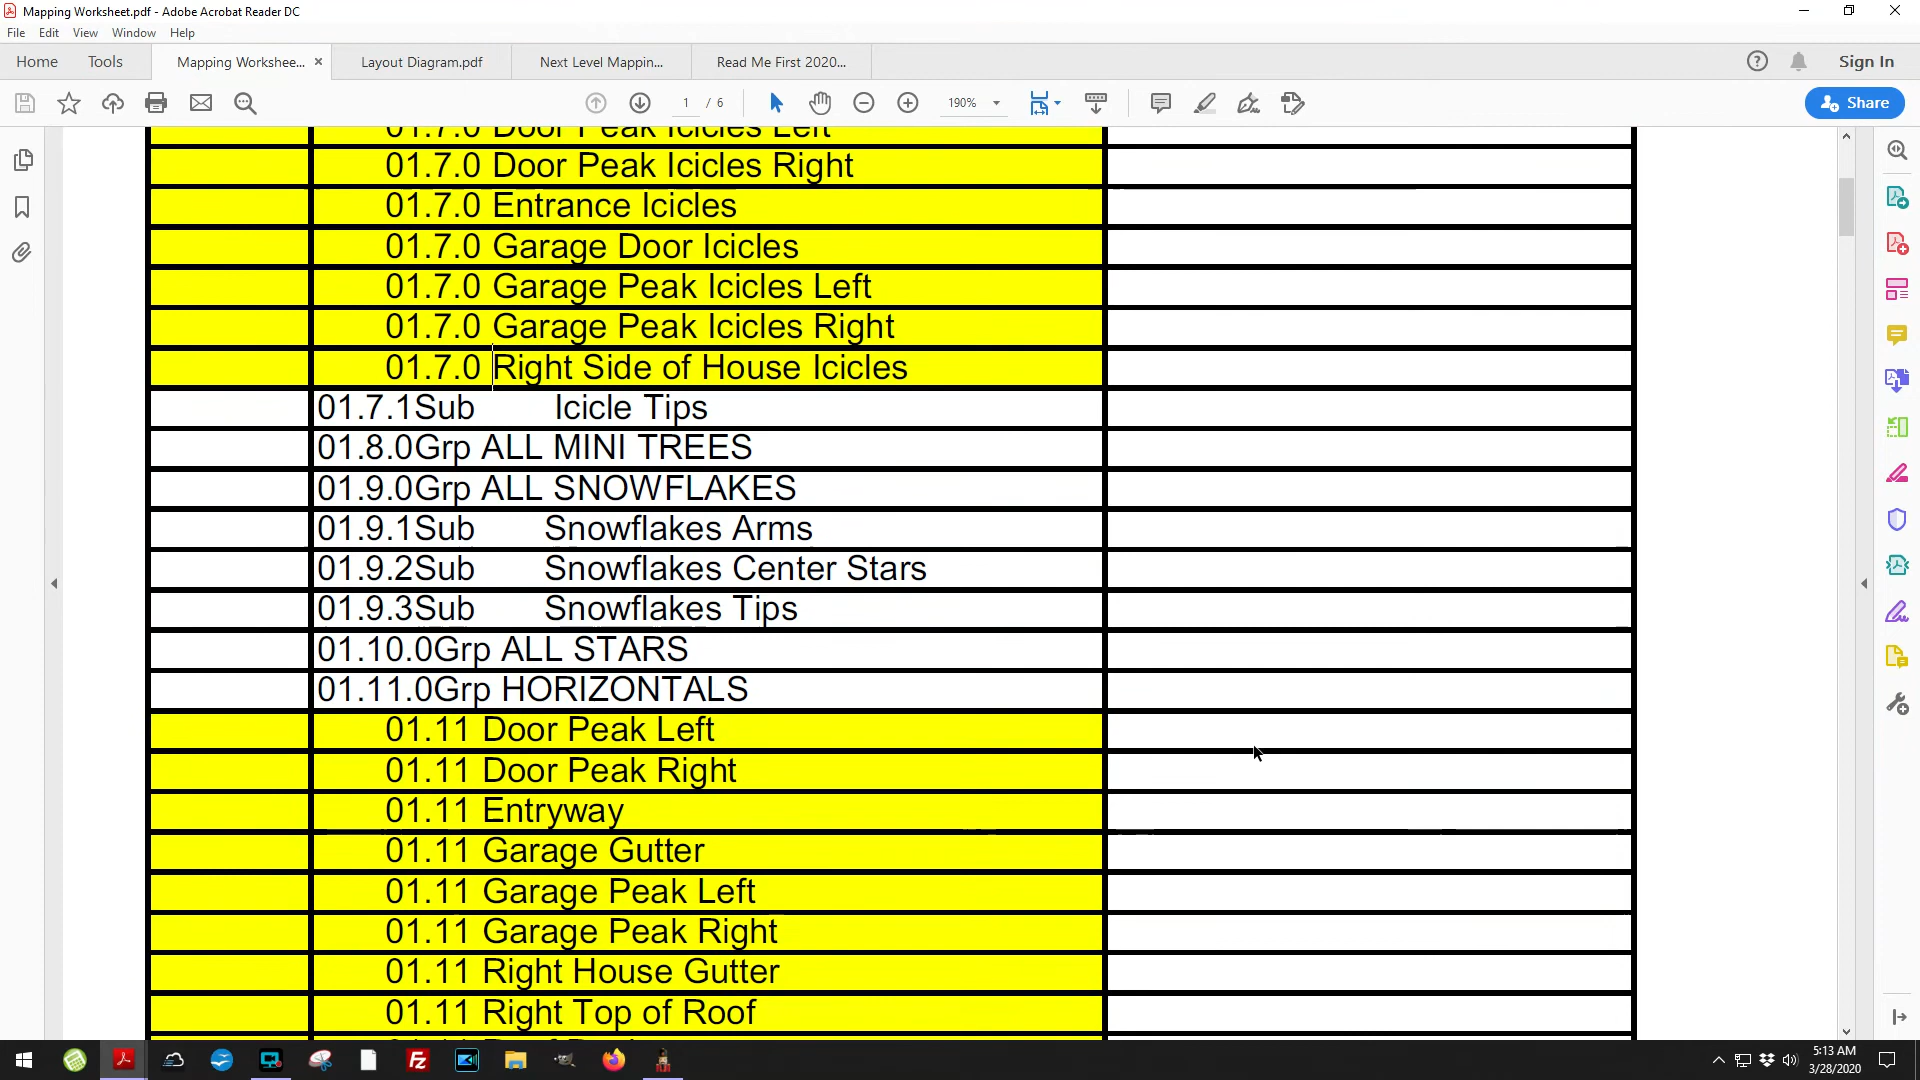 Mapping Worksheet.pdf - Adobe Acrobat Reader DC
File Edit View Window Help
Home Tools Mapping Workshee... × Layout Diagram.pdf Next Level Mappin... Read Me First 2020... Sign In
1 / 6 190% Share
01.7.0 Door Peak Icicles Left
01.7.0 Door Peak Icicles Right
01.7.0 Entrance Icicles
01.7.0 Garage Door Icicles
01.7.0 Garage Peak Icicles Left
01.7.0 Garage Peak Icicles Right
01.7.0 Right Side of House Icicles
01.7.1Sub Icicle Tips
01.8.0Grp ALL MINI TREES
01.9.0Grp ALL SNOWFLAKES
01.9.1Sub Snowflakes Arms
01.9.2Sub Snowflakes Center Stars
01.9.3Sub Snowflakes Tips
01.10.0Grp ALL STARS
01.11.0Grp HORIZONTALS
01.11 Door Peak Left
01.11 Door Peak Right
01.11 Entryway
01.11 Garage Gutter
01.11 Garage Peak Left
01.11 Garage Peak Right
01.11 Right House Gutter
01.11 Right Top of Roof
5:13 AM
3/28/2020